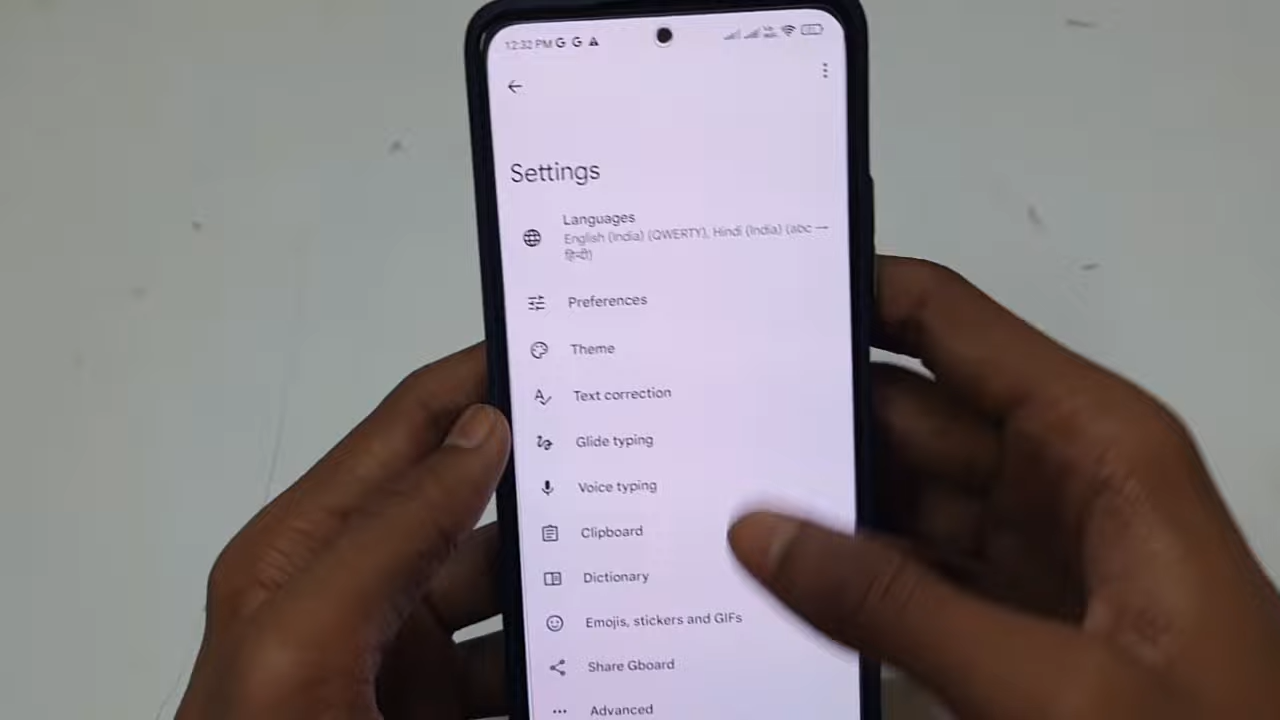 12:32 PM G G
Settings
Languages
English (India) (QWERTY), Hindi (India) (abc →
हिन्दी)
Preferences
Theme
Text correction
Glide typing
Voice typing
Clipboard
Dictionary
Emojis, stickers and GIFs
Share Gboard
Advanced